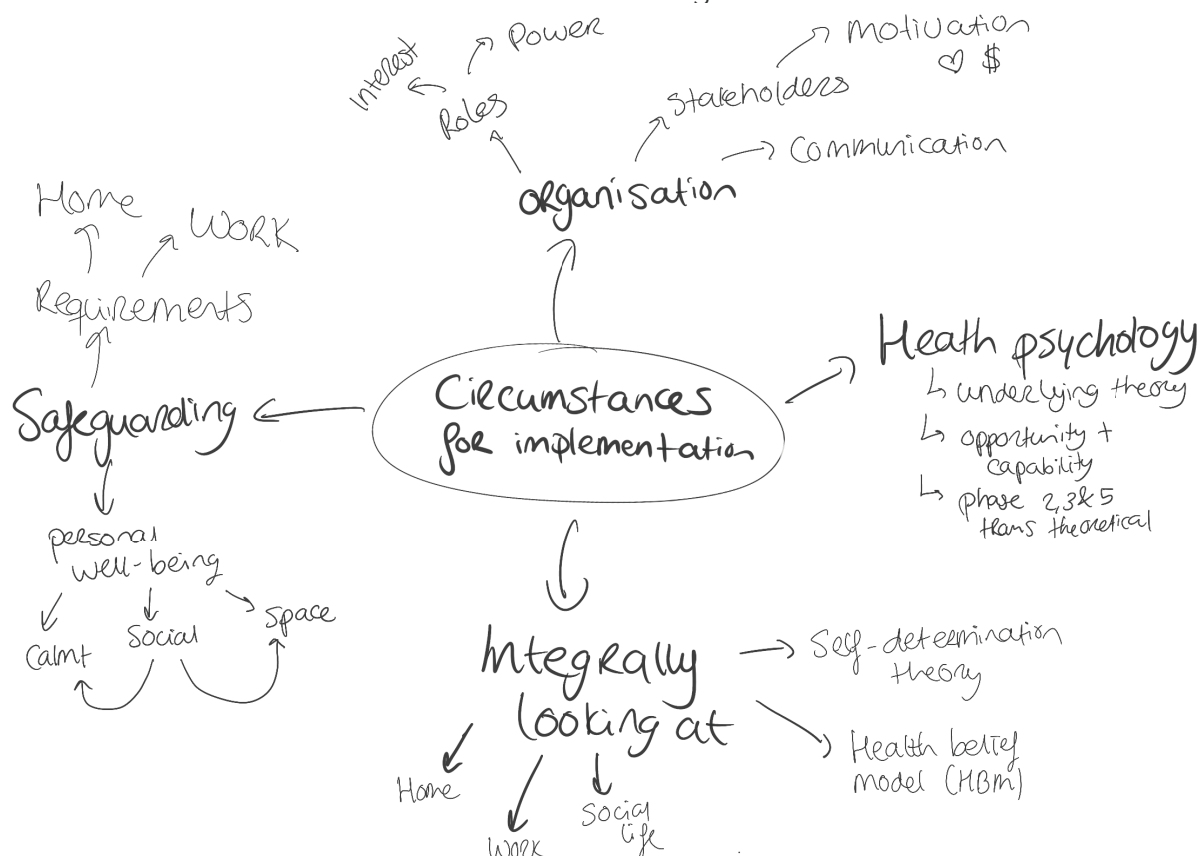 Interest
Power
Roles
Motivation
♡ $
Stakeholders
Communication
organisation
Home
WORK
Requirements
Safeguarding
personal
well-being
Calmt
Social
Space
Circumstances
for implementation
Heath psychology
underlying theory
opportunity +
capability
phase 2,3&5
trans theoretical
Integrally
looking at
Self-determination
theory
Health belief
model (HBM)
Home
Work
Social
life